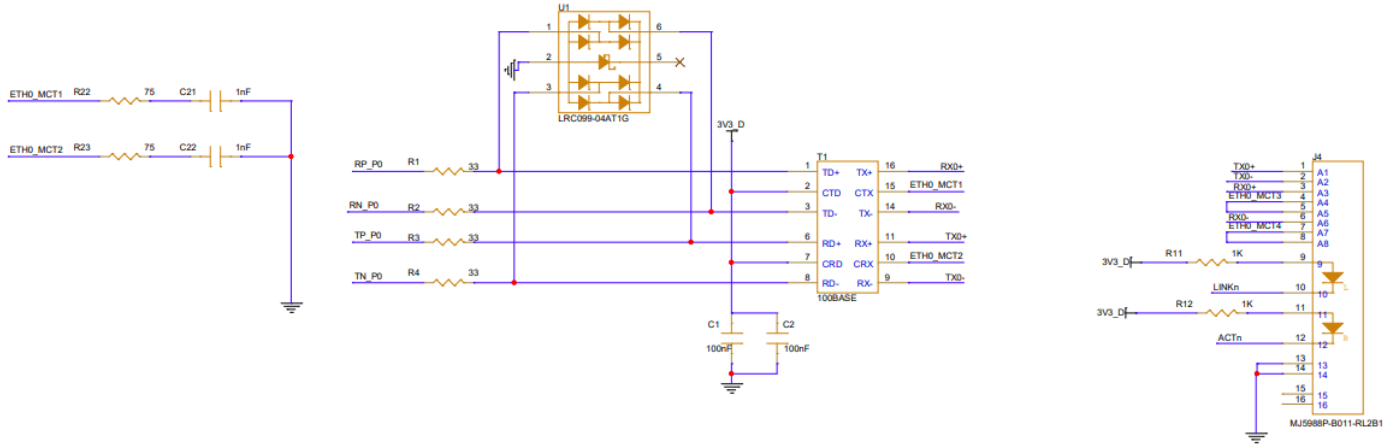 U1
1 6
2 5
3 4
LRC099-04AT1G
ETH0_MCT1 R22 75 C21 1nF
ETH0_MCT2 R23 75 C22 1nF
3V3_D
T1
RP_P0 R1 33 1 TD+ TX+ 16 RX0+
2 CTD CTX 15 ETH0_MCT1
RN_P0 R2 33 3 TD- TX- 14 RX0-
TP_P0 R3 33 6 RD+ RX+ 11 TX0+
7 CRD CRX 10 ETH0_MCT2
TN_P0 R4 33 8 RD- RX- 9 TX0-
100BASE
C1 C2
100nF 100nF
J4
TX0+ 1 A1
TX0- 2 A2
RX0+ 3 A3
ETH0_MCT3 4 A4
5 A5
RX0- 6 A6
ETH0_MCT4 7 A7
8 A8
3V3_D R11 1K 9 9
LINKn 10 10
3V3_D R12 1K 11 11
ACTn 12 12
13 13
14 14
15 15
16 16
MJ5988P-B011-RL2B1